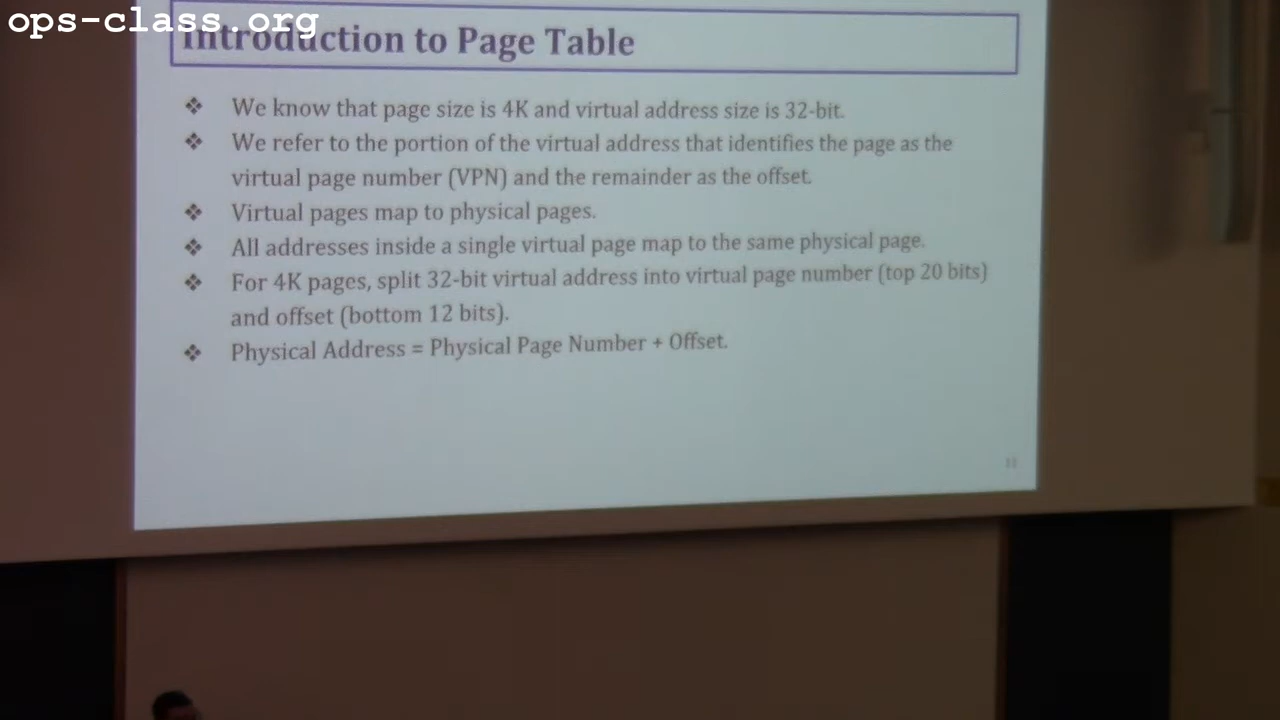 ops-class.org
Introduction to Page Table
❖ We know that page size is 4K and virtual address size is 32-bit.
❖ We refer to the portion of the virtual address that identifies the page as the
virtual page number (VPN) and the remainder as the offset.
❖ Virtual pages map to physical pages.
❖ All addresses inside a single virtual page map to the same physical page.
❖ For 4K pages, split 32-bit virtual address into virtual page number (top 20 bits)
and offset (bottom 12 bits).
❖ Physical Address = Physical Page Number + Offset.